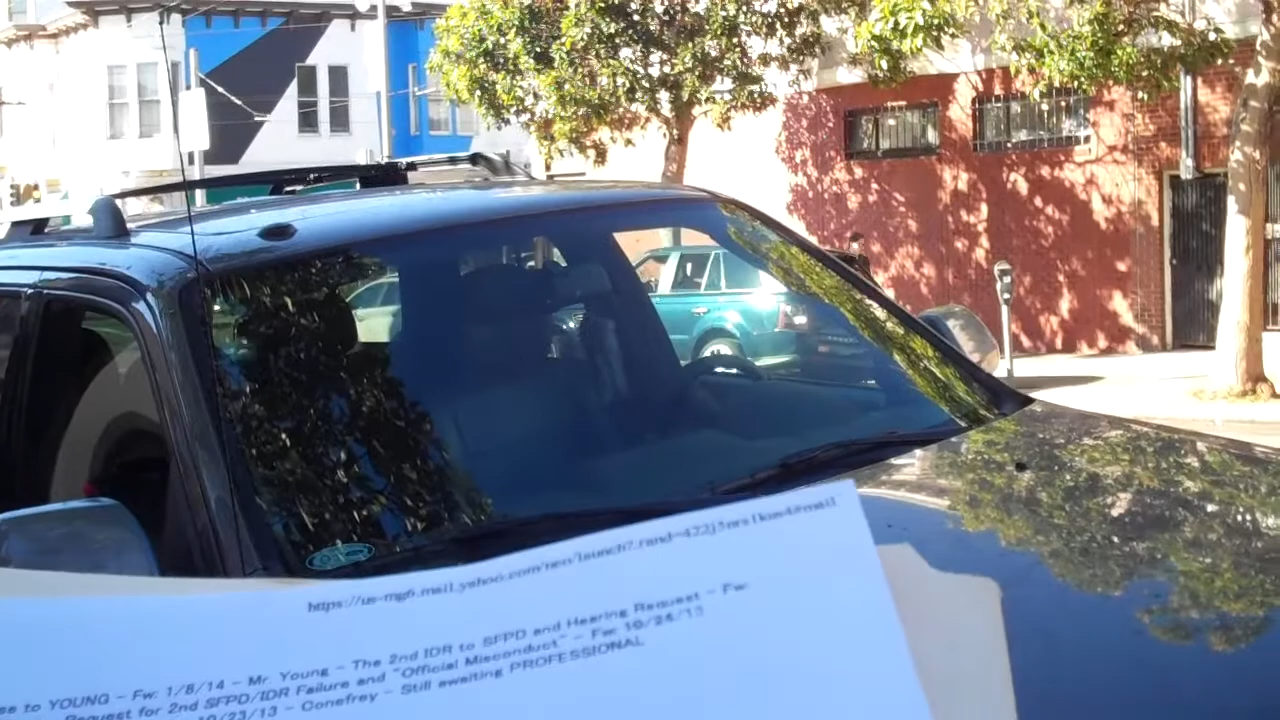 https://us-mg6.mail.yahoo.com/neo/launch?.rand=422j5nrs1kus4#mail
se to YOUNG - Fw: 1/8/14 - Mr. Young - The 2nd IDR to SFPD and Hearing Request - Fw:
Request for 2nd SFPD/IDR Failure and "Official Misconduct" - Fw: 10/24/13
10/23/13 - Conefrey - Still awaiting PROFESSIONAL